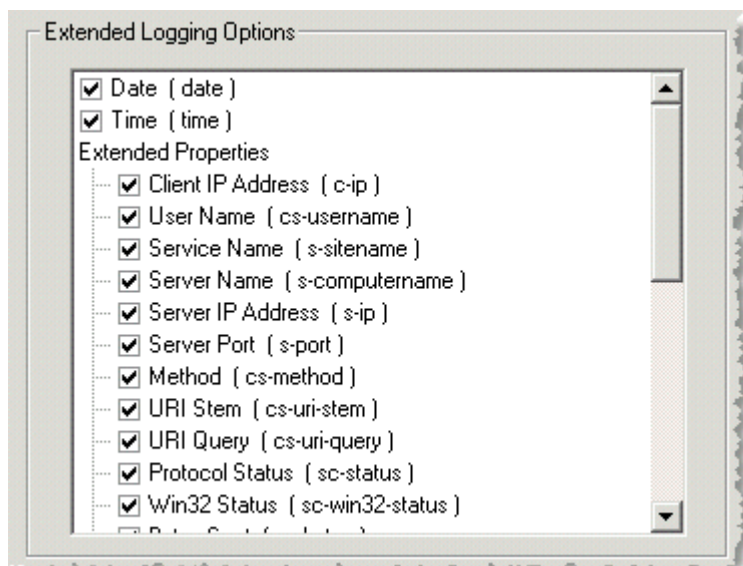 Extended Logging Options
Date ( date )
Time ( time )
Extended Properties
Client IP Address ( c-ip )
User Name ( cs-username )
Service Name ( s-sitename )
Server Name ( s-computername )
Server IP Address ( s-ip )
Server Port ( s-port )
Method ( cs-method )
URI Stem ( cs-uri-stem )
URI Query ( cs-uri-query )
Protocol Status ( sc-status )
Win32 Status ( sc-win32-status )